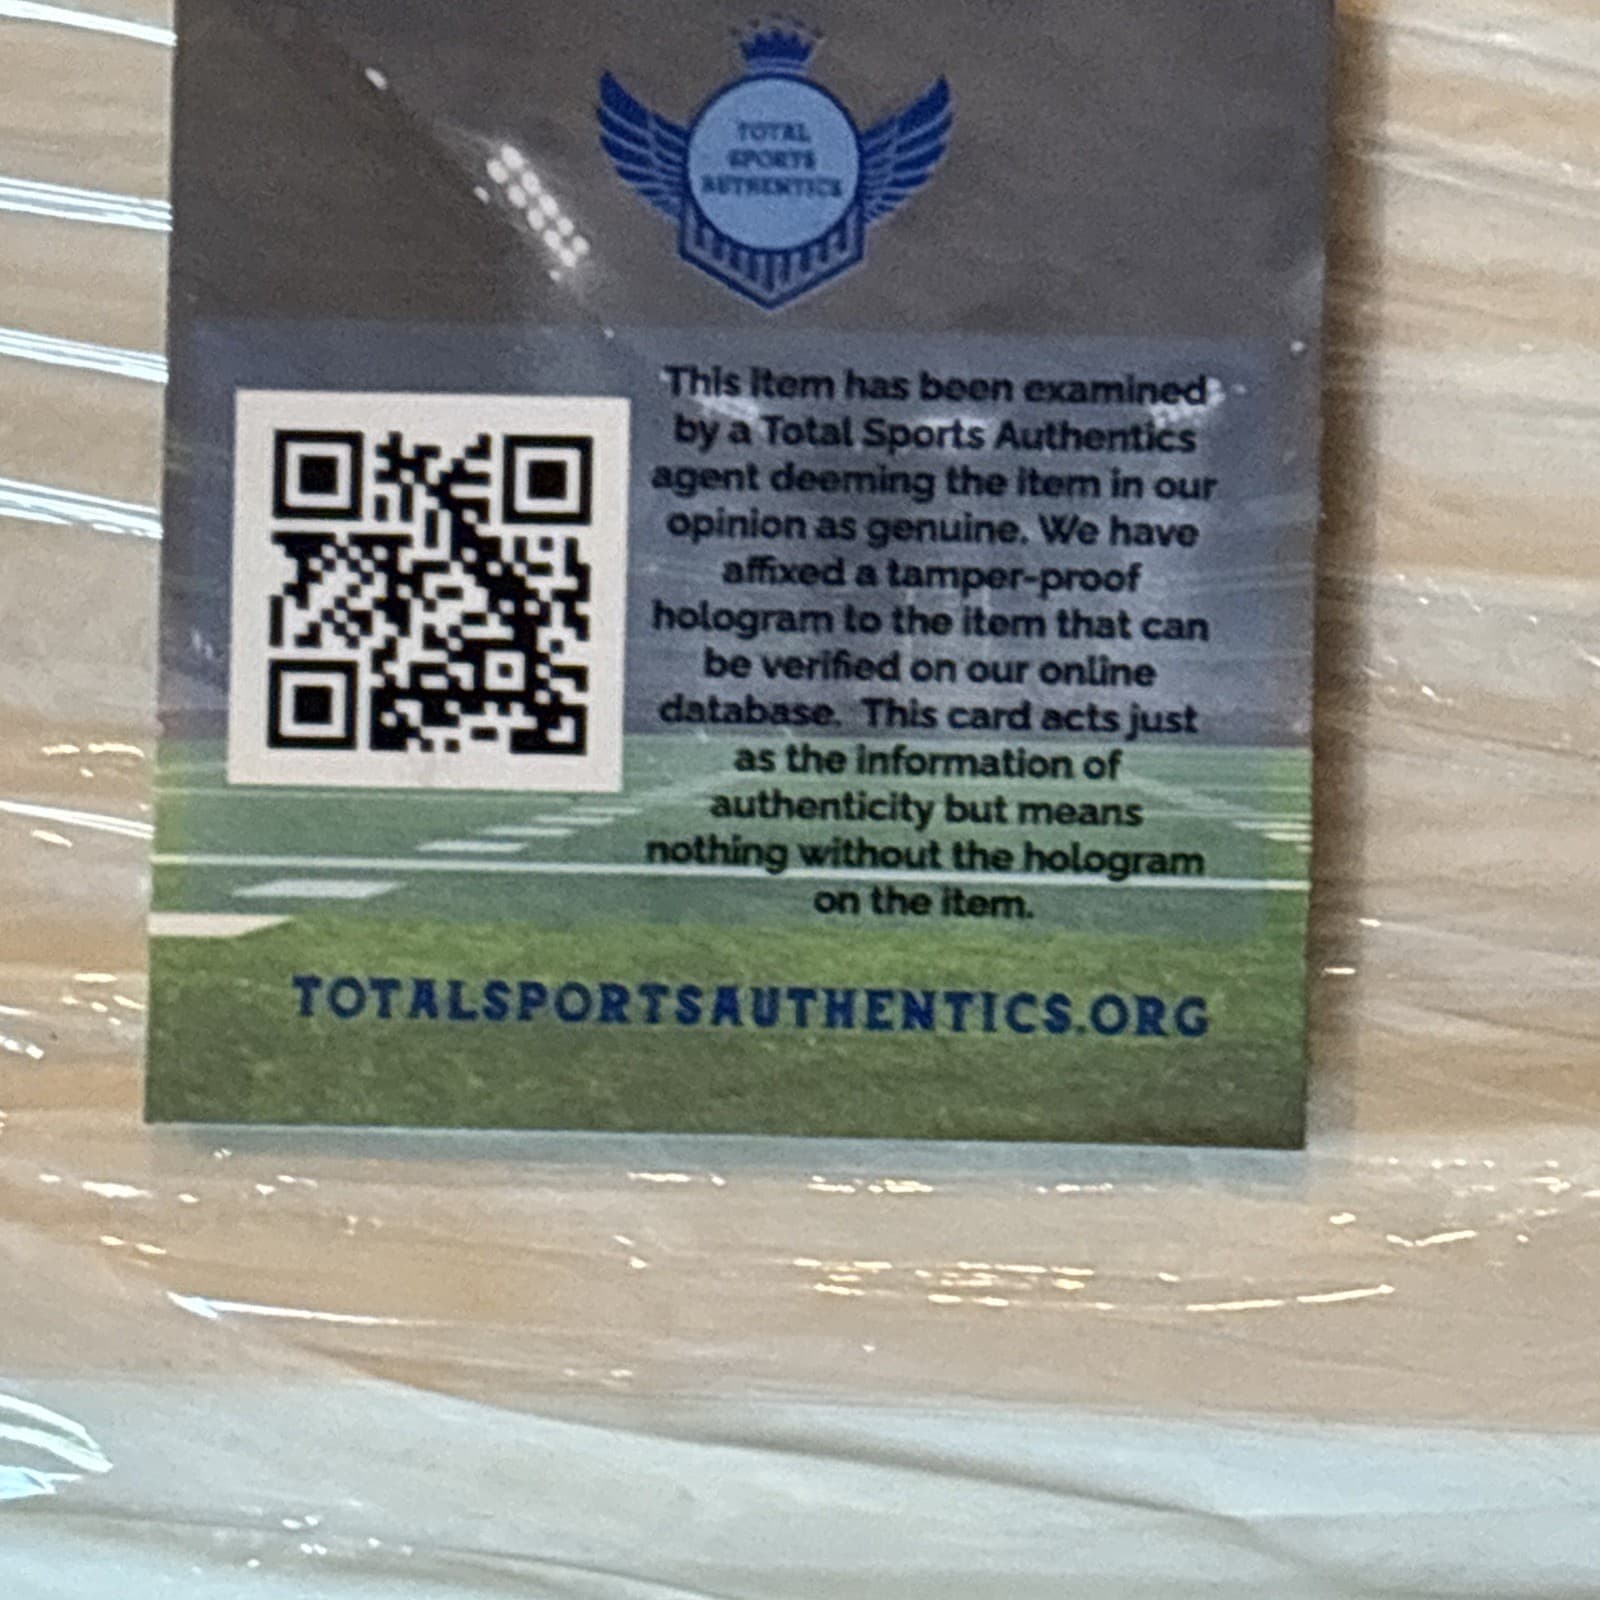 TOTAL
SPORTS
AUTHENTICS
This item has been examined
by a Total Sports Authentics
agent deeming the item in our
opinion as genuine. We have
affixed a tamper-proof
hologram to the item that can
be verified on our online
database. This card acts just
as the information of
authenticity but means
nothing without the hologram
on the item.
TOTALSPORTSAUTHENTICS.ORG